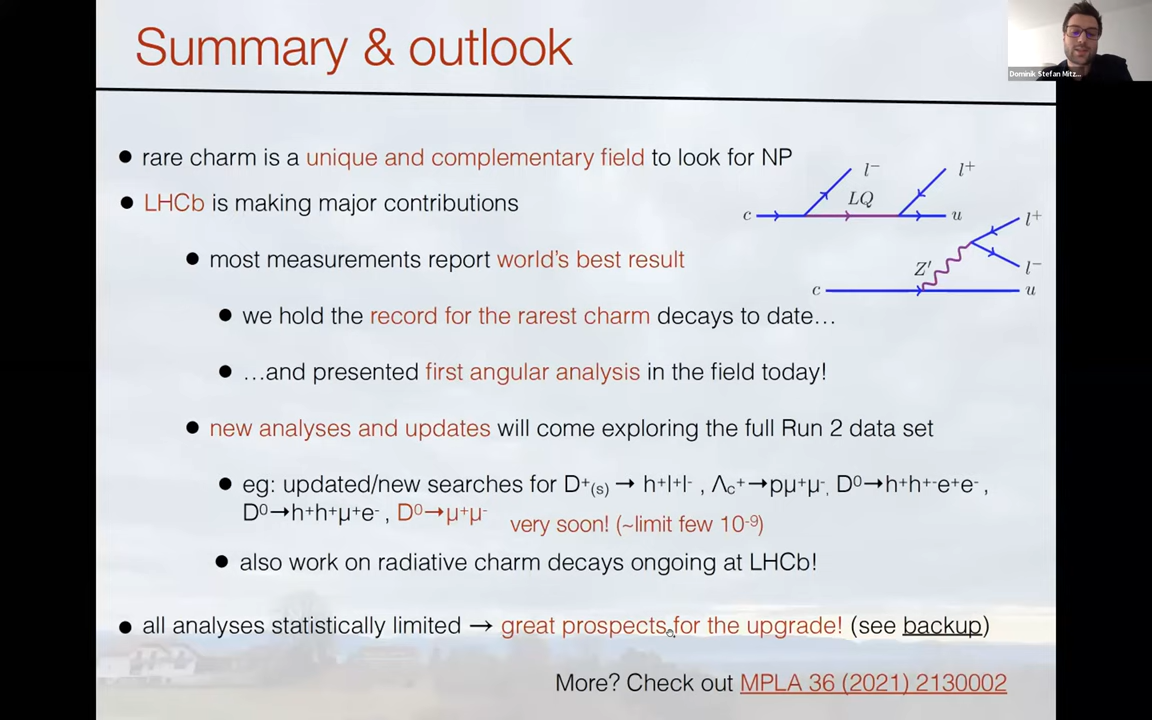 Summary & outlook
Dominik Stefan Mitz...
● rare charm is a unique and complementary field to look for NP
● LHCb is making major contributions
l⁻
l⁺
LQ
c
u
l⁺
Z′
l⁻
c
u
● most measurements report world's best result
● we hold the record for the rarest charm decays to date…
● …and presented first angular analysis in the field today!
● new analyses and updates will come exploring the full Run 2 data set
● eg: updated/new searches for D⁺₍ₛ₎ → h⁺l⁺l⁻ , Λc⁺→pμ⁺μ⁻, D⁰→h⁺h⁺⁻e⁺e⁻ ,
D⁰→h⁺h⁺μ⁺e⁻ , D⁰→μ⁺μ⁻ very soon! (~limit few 10⁻⁹)
● also work on radiative charm decays ongoing at LHCb!
● all analyses statistically limited → great prospects for the upgrade! (see backup)
More? Check out MPLA 36 (2021) 2130002